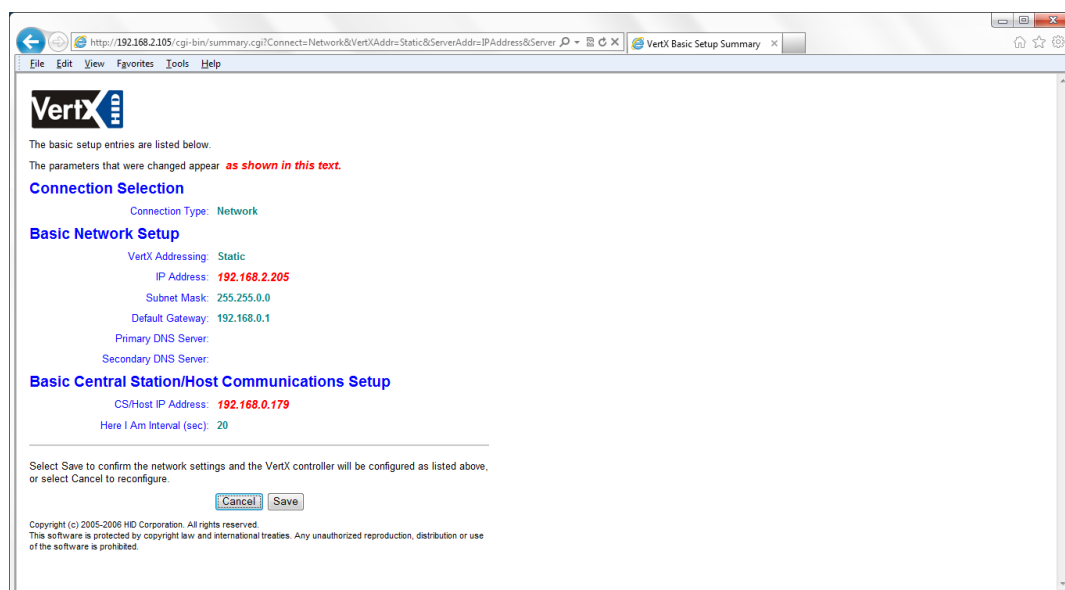 http://192.168.2.105/cgi-bin/summary.cgi?Connect=Network&VertXAddr=Static&ServerAddr=IPAddress&Server
VertX Basic Setup Summary
File Edit View Favorites Tools Help
VertX HID
The basic setup entries are listed below.
The parameters that were changed appear as shown in this text.
Connection Selection
Connection Type: Network
Basic Network Setup
VertX Addressing: Static
IP Address: 192.168.2.205
Subnet Mask: 255.255.0.0
Default Gateway: 192.168.0.1
Primary DNS Server:
Secondary DNS Server:
Basic Central Station/Host Communications Setup
CS/Host IP Address: 192.168.0.179
Here I Am Interval (sec): 20
Select Save to confirm the network settings and the VertX controller will be configured as listed above,
or select Cancel to reconfigure.
Cancel Save
Copyright (c) 2005-2006 HID Corporation. All rights reserved.
This software is protected by copyright law and international treaties. Any unauthorized reproduction, distribution or use
of the software is prohibited.